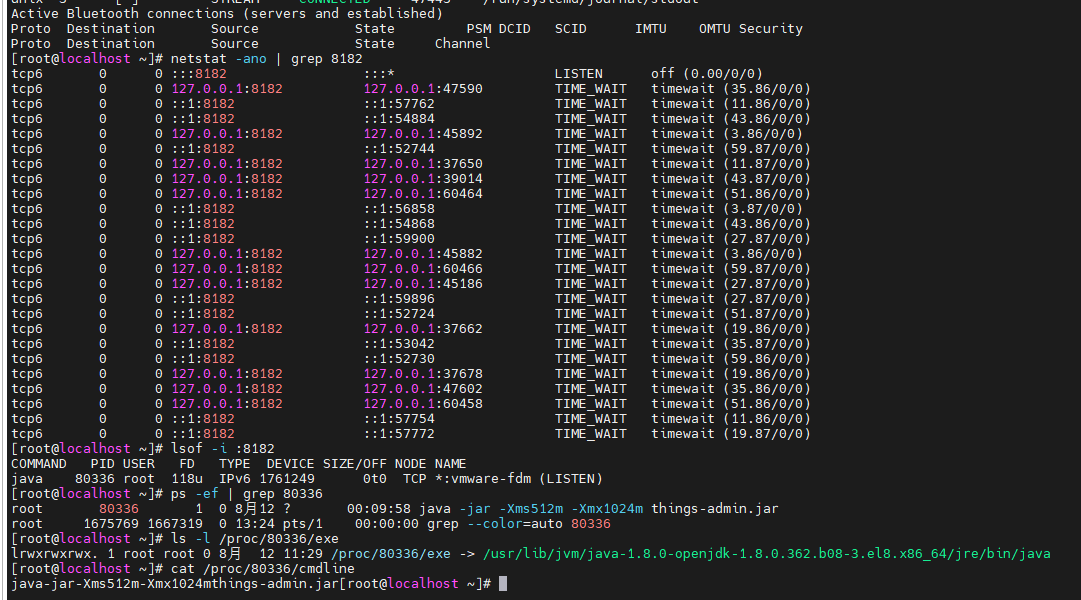 Active Bluetooth connections (servers and established)
Proto  Destination       Source            State         PSM DCID   SCID      IMTU    OMTU Security
Proto  Destination       Source            State     Channel
[root@localhost ~]# netstat -ano | grep 8182
tcp6       0      0 :::8182                 :::*                    LISTEN      off (0.00/0/0)
tcp6       0      0 127.0.0.1:8182          127.0.0.1:47590         TIME_WAIT   timewait (35.86/0/0)
tcp6       0      0 ::1:8182                ::1:57762               TIME_WAIT   timewait (11.86/0/0)
tcp6       0      0 ::1:8182                ::1:54884               TIME_WAIT   timewait (43.86/0/0)
tcp6       0      0 127.0.0.1:8182          127.0.0.1:45892         TIME_WAIT   timewait (3.86/0/0)
tcp6       0      0 ::1:8182                ::1:52744               TIME_WAIT   timewait (59.87/0/0)
tcp6       0      0 127.0.0.1:8182          127.0.0.1:37650         TIME_WAIT   timewait (11.87/0/0)
tcp6       0      0 127.0.0.1:8182          127.0.0.1:39014         TIME_WAIT   timewait (43.87/0/0)
tcp6       0      0 127.0.0.1:8182          127.0.0.1:60464         TIME_WAIT   timewait (51.86/0/0)
tcp6       0      0 ::1:8182                ::1:56858               TIME_WAIT   timewait (3.87/0/0)
tcp6       0      0 ::1:8182                ::1:54868               TIME_WAIT   timewait (43.86/0/0)
tcp6       0      0 ::1:8182                ::1:59900               TIME_WAIT   timewait (27.87/0/0)
tcp6       0      0 127.0.0.1:8182          127.0.0.1:45882         TIME_WAIT   timewait (3.86/0/0)
tcp6       0      0 127.0.0.1:8182          127.0.0.1:60466         TIME_WAIT   timewait (59.87/0/0)
tcp6       0      0 127.0.0.1:8182          127.0.0.1:45186         TIME_WAIT   timewait (27.87/0/0)
tcp6       0      0 ::1:8182                ::1:59896               TIME_WAIT   timewait (27.87/0/0)
tcp6       0      0 ::1:8182                ::1:52724               TIME_WAIT   timewait (51.87/0/0)
tcp6       0      0 127.0.0.1:8182          127.0.0.1:37662         TIME_WAIT   timewait (19.86/0/0)
tcp6       0      0 ::1:8182                ::1:53042               TIME_WAIT   timewait (35.87/0/0)
tcp6       0      0 ::1:8182                ::1:52730               TIME_WAIT   timewait (59.86/0/0)
tcp6       0      0 127.0.0.1:8182          127.0.0.1:37678         TIME_WAIT   timewait (19.86/0/0)
tcp6       0      0 127.0.0.1:8182          127.0.0.1:47602         TIME_WAIT   timewait (35.86/0/0)
tcp6       0      0 127.0.0.1:8182          127.0.0.1:60458         TIME_WAIT   timewait (51.86/0/0)
tcp6       0      0 ::1:8182                ::1:57754               TIME_WAIT   timewait (11.86/0/0)
tcp6       0      0 ::1:8182                ::1:57772               TIME_WAIT   timewait (19.87/0/0)
[root@localhost ~]# lsof -i :8182
COMMAND   PID USER   FD   TYPE  DEVICE SIZE/OFF NODE NAME
java    80336 root  118u  IPv6 1761249      0t0  TCP *:vmware-fdm (LISTEN)
[root@localhost ~]# ps -ef | grep 80336
root       80336       1  0 8月12 ?       00:09:58 java -jar -Xms512m -Xmx1024m things-admin.jar
root     1675769 1667319  0 13:24 pts/1    00:00:00 grep --color=auto 80336
[root@localhost ~]# ls -l /proc/80336/exe
lrwxrwxrwx. 1 root root 0 8月  12 11:29 /proc/80336/exe -> /usr/lib/jvm/java-1.8.0-openjdk-1.8.0.362.b08-3.el8.x86_64/jre/bin/java
[root@localhost ~]# cat /proc/80336/cmdline
java-jar-Xms512m-Xmx1024mthings-admin.jar[root@localhost ~]#